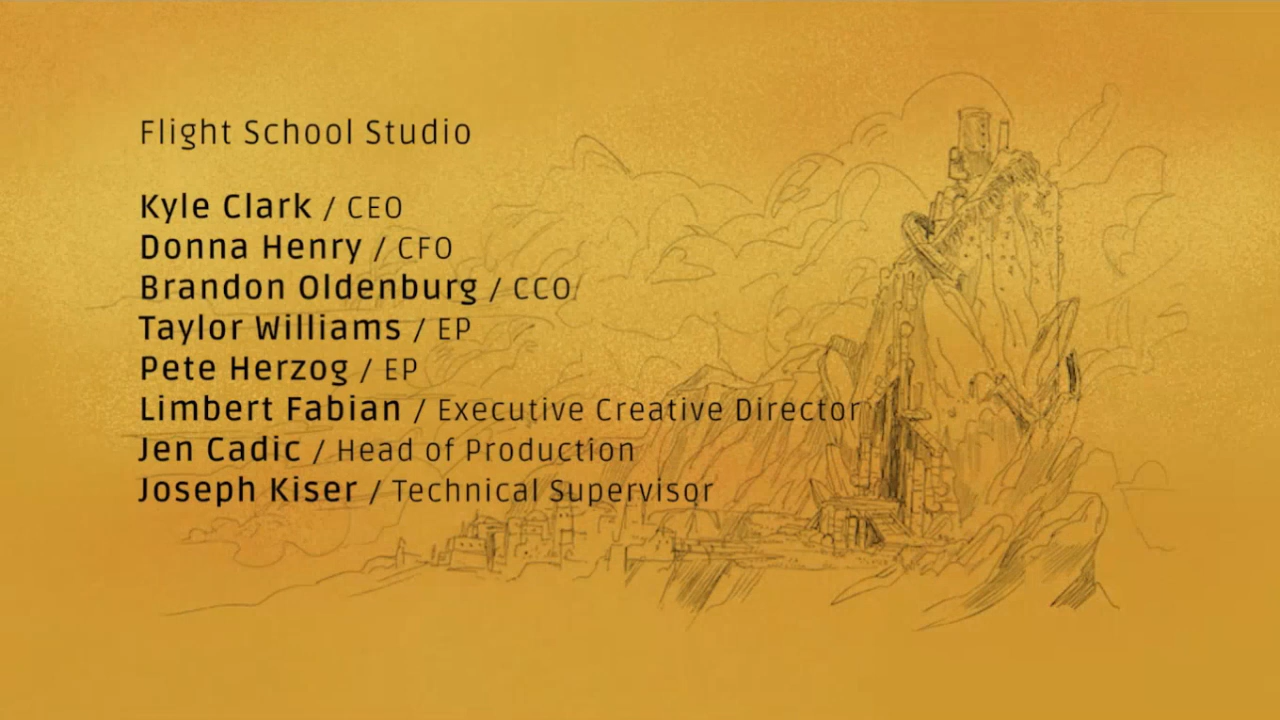 Flight School Studio
Kyle Clark / CEO
Donna Henry / CFO
Brandon Oldenburg / CCO
Taylor Williams / EP
Pete Herzog / EP
Limbert Fabian / Executive Creative Director
Jen Cadic / Head of Production
Joseph Kiser / Technical Supervisor